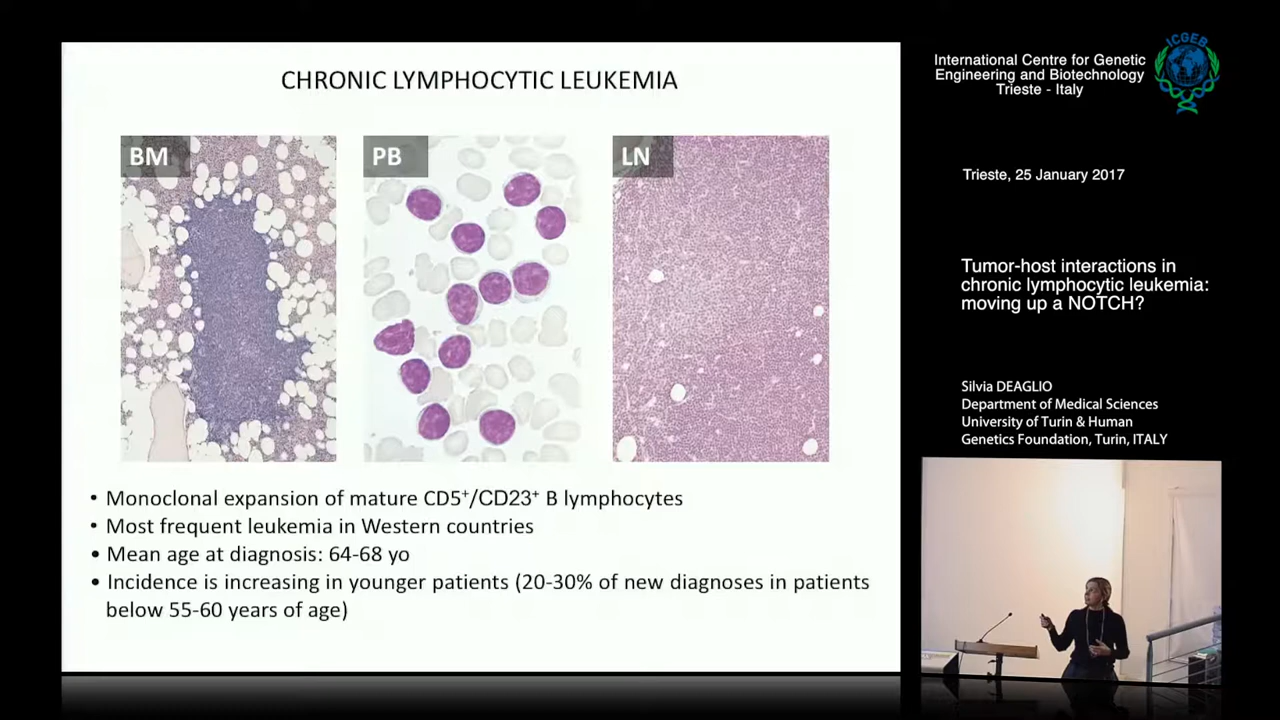 CHRONIC LYMPHOCYTIC LEUKEMIA
BM
PB
LN
• Monoclonal expansion of mature CD5⁺/CD23⁺ B lymphocytes
• Most frequent leukemia in Western countries
• Mean age at diagnosis: 64-68 yo
• Incidence is increasing in younger patients (20-30% of new diagnoses in patients
below 55-60 years of age)
International Centre for Genetic
Engineering and Biotechnology
Trieste - Italy
ICGEB
Trieste, 25 January 2017
Tumor-host interactions in
chronic lymphocytic leukemia:
moving up a NOTCH?
Silvia DEAGLIO
Department of Medical Sciences
University of Turin & Human
Genetics Foundation, Turin, ITALY